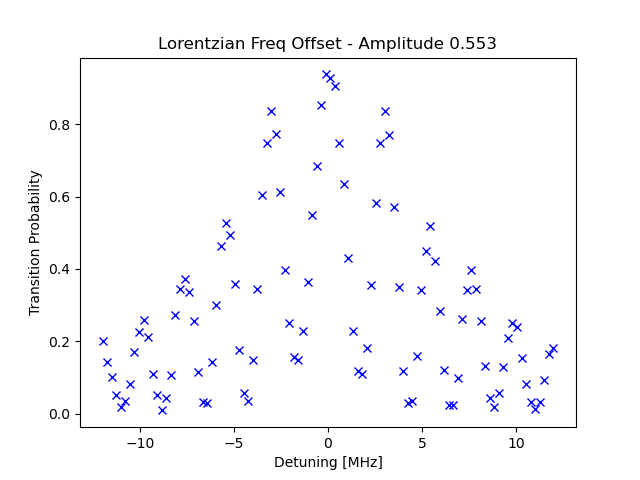 Lorentzian Freq Offset - Amplitude 0.553
Transition Probability
0.8
0.6
0.4
0.2
0.0
−10 −5 0 5 10
Detuning [MHz]